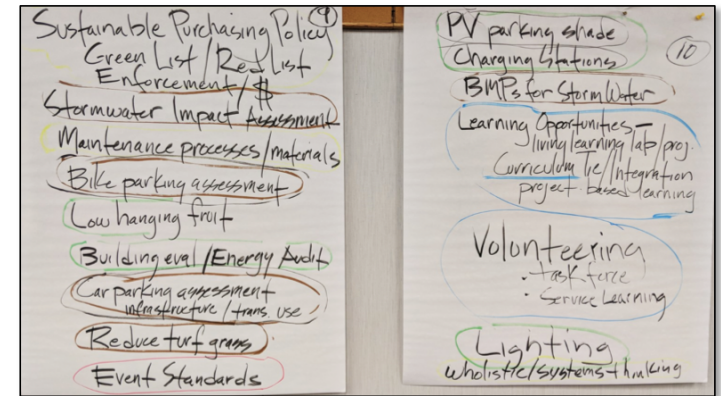 Sustainable Purchasing Policy
9
Green List / Red List
Enforcement / $
Stormwater Impact Assessment
Maintenance processes/materials
Bike parking assessment
Low hanging fruit
Building eval / Energy Audit
Car parking assessment
infrastructure / trans. use
Reduce turf grass
Event Standards
PV parking shade
10
Charging Stations
BMPs for Storm Water
Learning Opportunities –
living learning lab / proj.
Curriculum Tie/Integration
project based learning
Volunteering
· task force
· Service Learning
Lighting
Wholistic/systems thinking